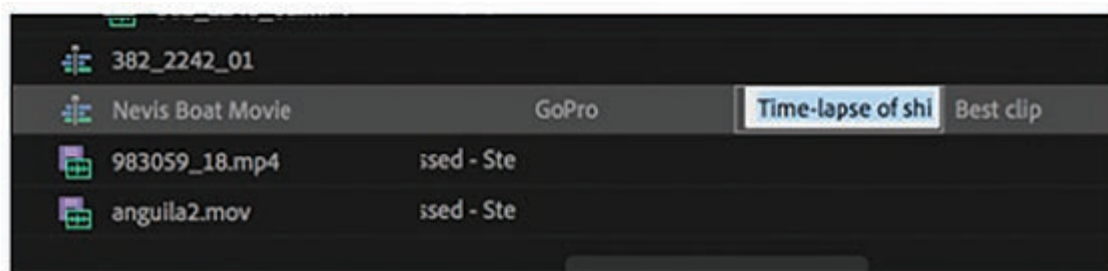 382_2242_01
Nevis Boat Movie GoPro Time-lapse of shi Best clip
983059_18.mp4 ssed - Ste
anguila2.mov ssed - Ste